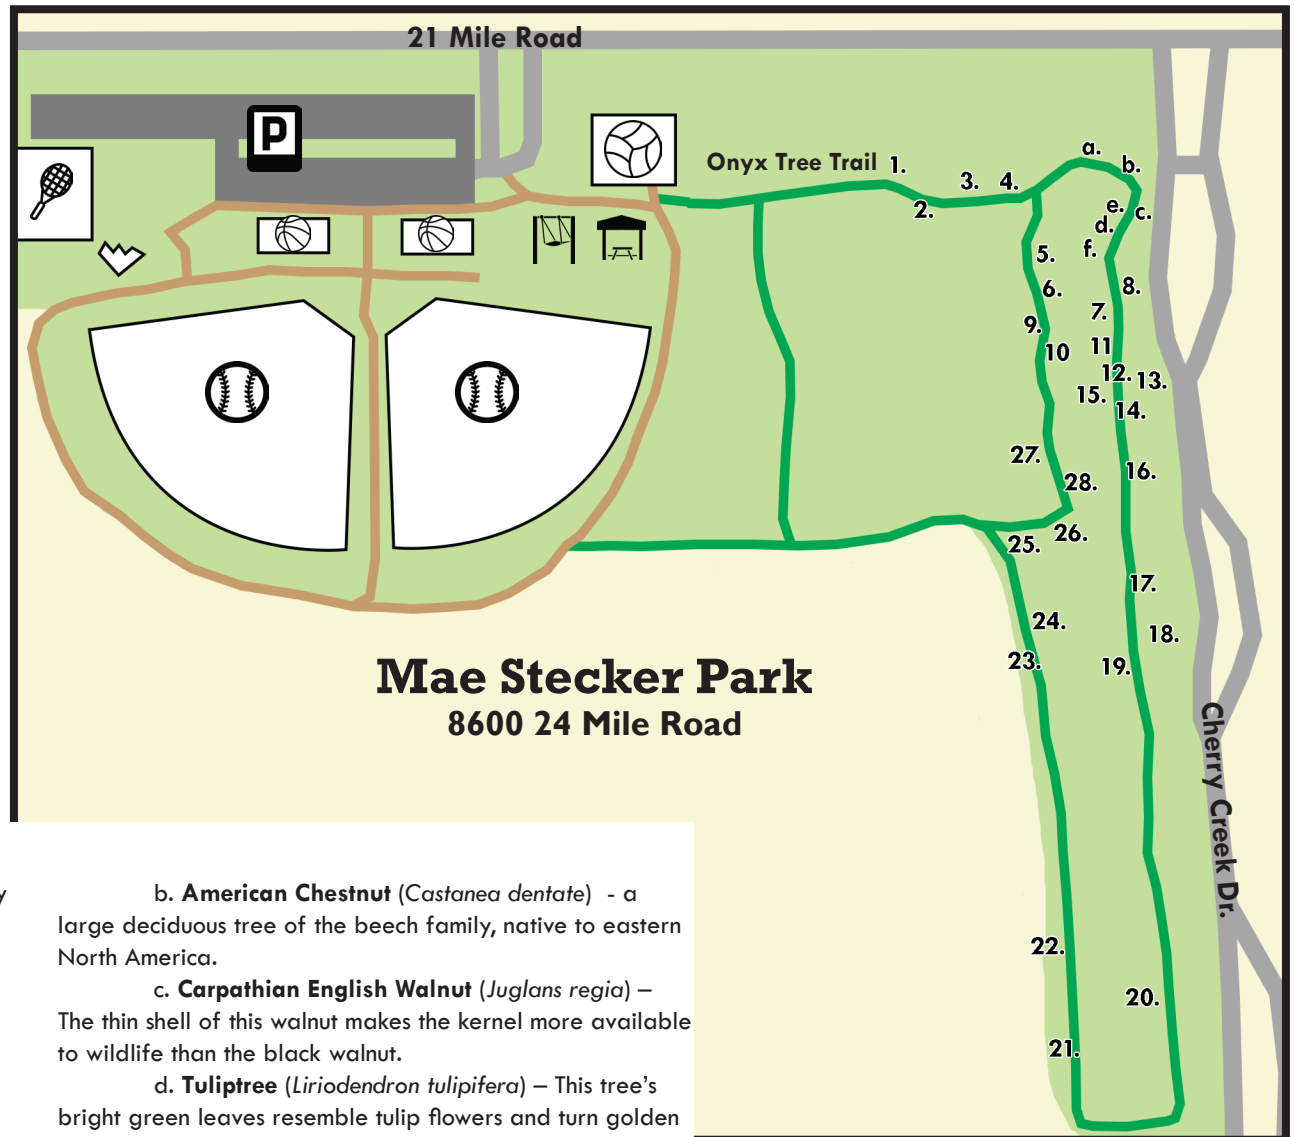 21 Mile Road
P
Onyx Tree Trail
1.
2.
3.
4.
a.
b.
c.
e.
d.
f.
5.
6.
8.
7.
9.
10
11
12.
13.
15.
14.
27.
28.
16.
26.
25.
17.
24.
18.
23.
19.
Mae Stecker Park
8600 24 Mile Road
Cherry Creek Dr.
22.
20.
21.
y
b. American Chestnut (Castanea dentate) - a
large deciduous tree of the beech family, native to eastern
North America.
c. Carpathian English Walnut (Juglans regia) –
The thin shell of this walnut makes the kernel more available
to wildlife than the black walnut.
d. Tuliptree (Liriodendron tulipifera) – This tree's
bright green leaves resemble tulip flowers and turn golden